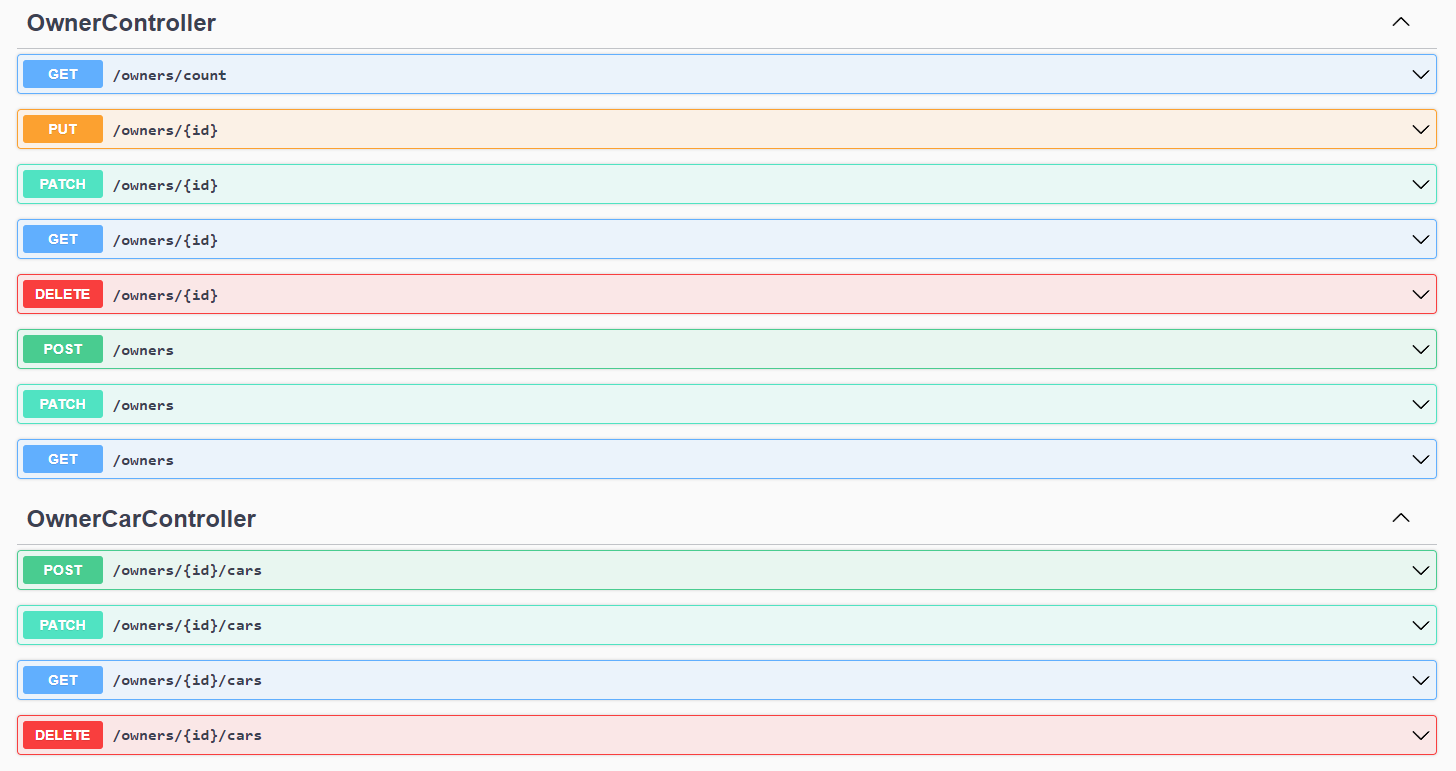 OwnerController
GET /owners/count
PUT /owners/{id}
PATCH /owners/{id}
GET /owners/{id}
DELETE /owners/{id}
POST /owners
PATCH /owners
GET /owners
OwnerCarController
POST /owners/{id}/cars
PATCH /owners/{id}/cars
GET /owners/{id}/cars
DELETE /owners/{id}/cars